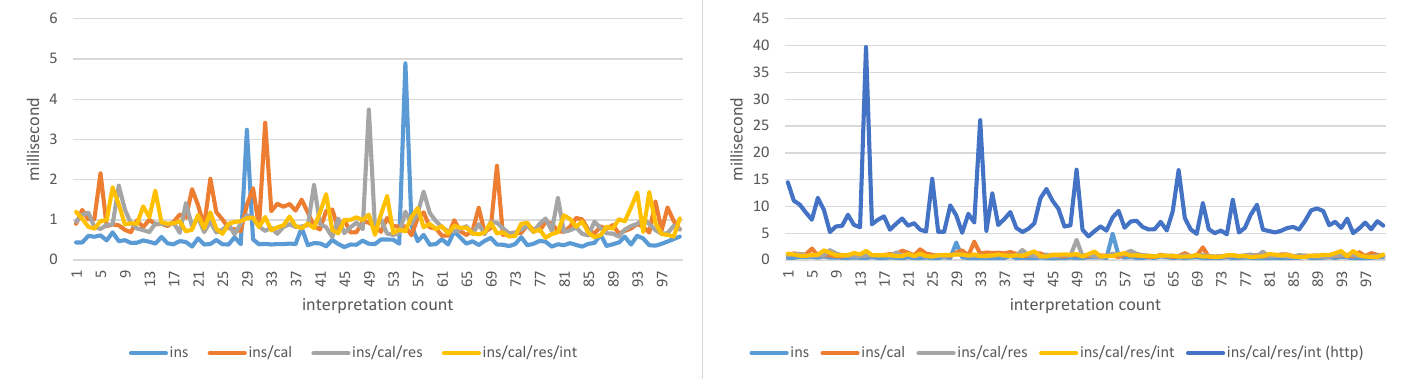 6
5
4
3
2
1
0
millisecond
1 5 9 13 17 21 25 29 33 37 41 45 49 53 57 61 65 69 73 77 81 85 89 93 97
interpretation count
ins ins/cal ins/cal/res ins/cal/res/int
45
40
35
30
25
20
15
10
5
0
millisecond
1 5 9 13 17 21 25 29 33 37 41 45 49 53 57 61 65 69 73 77 81 85 89 93 97
interpretation count
ins ins/cal ins/cal/res ins/cal/res/int ins/cal/res/int (http)